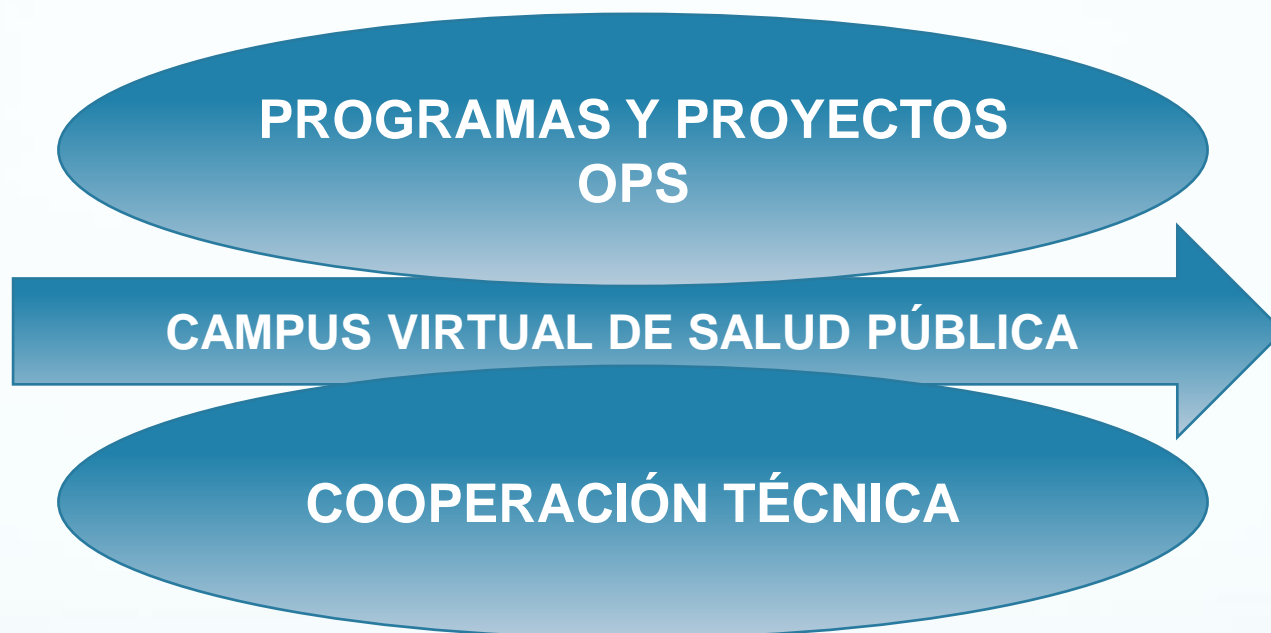 PROGRAMAS Y PROYECTOS
OPS
CAMPUS VIRTUAL DE SALUD PÚBLICA
COOPERACIÓN TÉCNICA